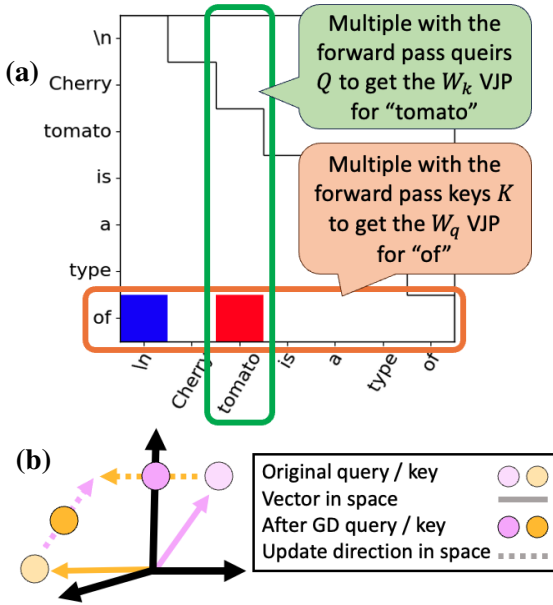 (a)
\n
Cherry
tomato
is
a
type
of
Multiple with the
forward pass queirs
Q to get the W_k VJP
for “tomato”
Multiple with the
forward pass keys K
to get the W_q VJP
for “of”
\n
Cherry
tomato
is
a
type
of
(b)
Original query / key
Vector in space
After GD query / key
Update direction in space